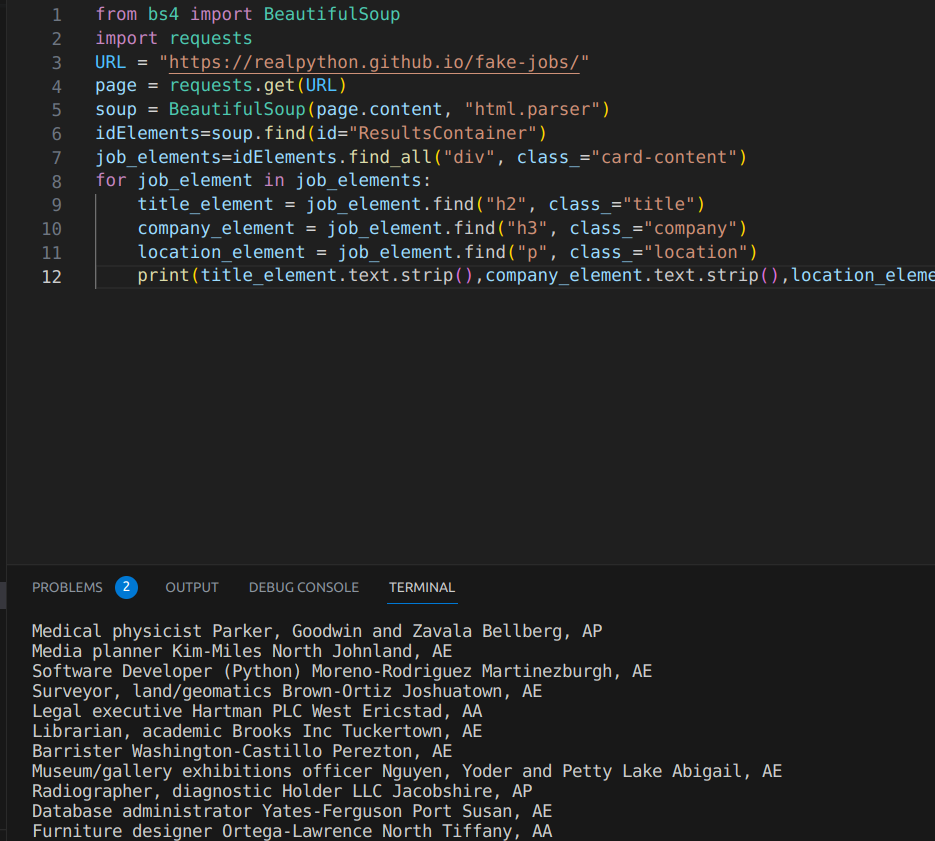 1 from bs4 import BeautifulSoup
2 import requests
3 URL = "https://realpython.github.io/fake-jobs/"
4 page = requests.get(URL)
5 soup = BeautifulSoup(page.content, "html.parser")
6 idElements=soup.find(id="ResultsContainer")
7 job_elements=idElements.find_all("div", class_="card-content")
8 for job_element in job_elements:
9     title_element = job_element.find("h2", class_="title")
10     company_element = job_element.find("h3", class_="company")
11     location_element = job_element.find("p", class_="location")
12     print(title_element.text.strip(),company_element.text.strip(),location_eleme
PROBLEMS 2 OUTPUT DEBUG CONSOLE TERMINAL
Medical physicist Parker, Goodwin and Zavala Bellberg, AP
Media planner Kim-Miles North Johnland, AE
Software Developer (Python) Moreno-Rodriguez Martinezburgh, AE
Surveyor, land/geomatics Brown-Ortiz Joshuatown, AE
Legal executive Hartman PLC West Ericstad, AA
Librarian, academic Brooks Inc Tuckertown, AE
Barrister Washington-Castillo Perezton, AE
Museum/gallery exhibitions officer Nguyen, Yoder and Petty Lake Abigail, AE
Radiographer, diagnostic Holder LLC Jacobshire, AP
Database administrator Yates-Ferguson Port Susan, AE
Furniture designer Ortega-Lawrence North Tiffany, AA